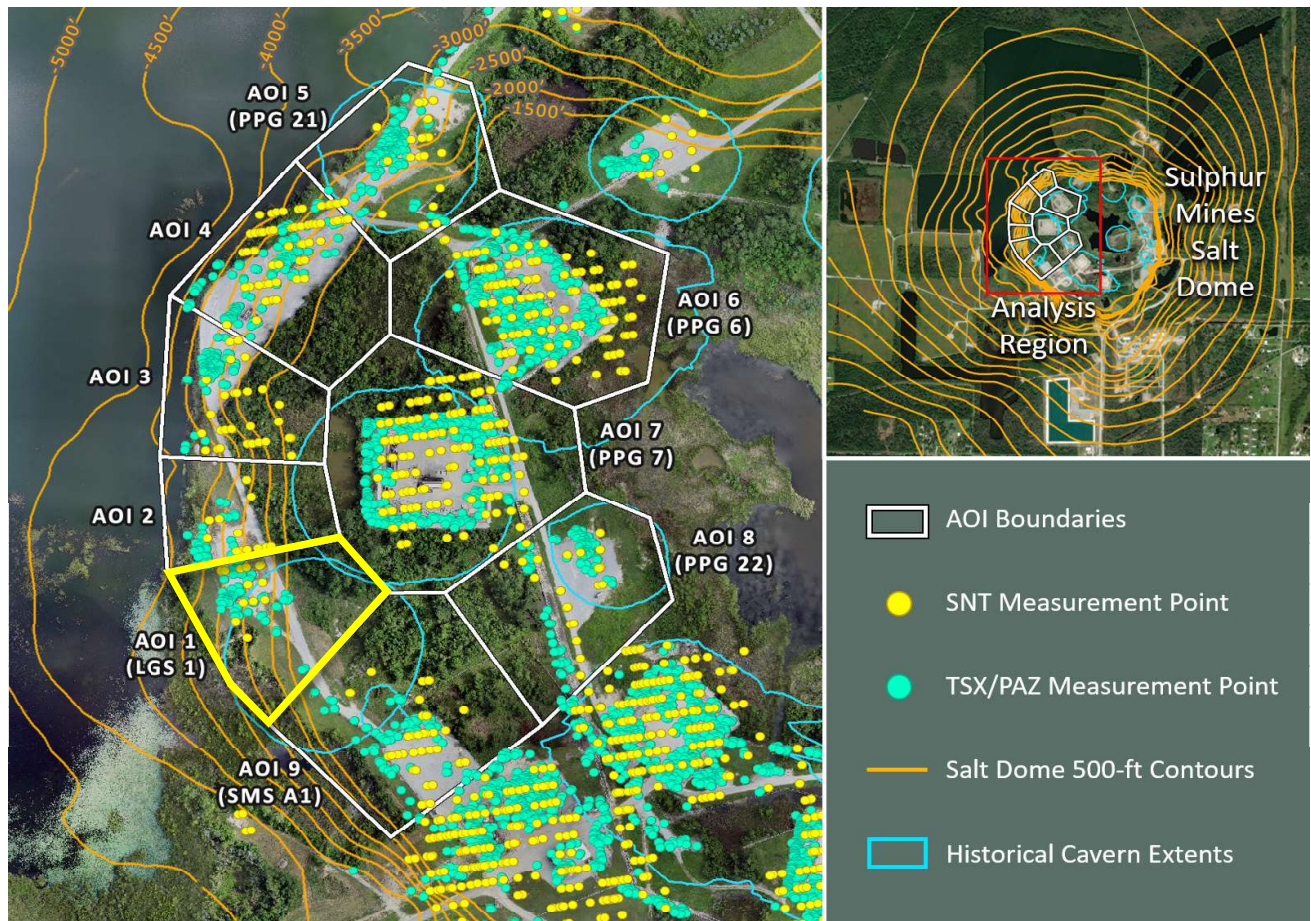 -5000'
-4500'
-4000'
-3500'
-3000'
-2500'
-2000'
-1500'
AOI 5
(PPG 21)
AOI 4
AOI 3
AOI 2
AOI 1
(LGS 1)
AOI 9
(SMS A1)
AOI 6
(PPG 6)
AOI 7
(PPG 7)
AOI 8
(PPG 22)
Sulphur
Mines
Salt
Dome
Analysis
Region
AOI Boundaries
SNT Measurement Point
TSX/PAZ Measurement Point
Salt Dome 500-ft Contours
Historical Cavern Extents